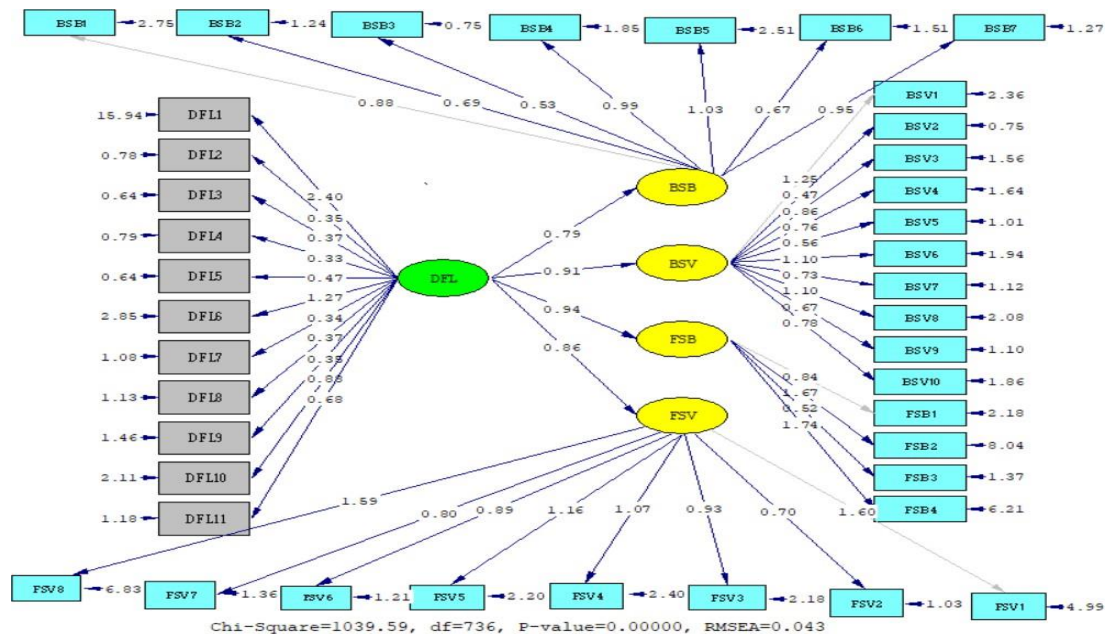 BSB1 2.75 BSB2 1.24 BSB3 0.75 BSB4 1.85 BSB5 2.51 BSB6 1.51 BSB7 1.27
0.88 0.69 0.53 0.99 1.03 0.67 0.95
15.94 DFL1
0.78 DFL2
0.64 DFL3
0.79 DFL4
0.64 DFL5
2.85 DFL6
1.08 DFL7
1.13 DFL8
1.46 DFL9
2.11 DFL10
1.18 DFL11
2.40
0.35
0.37
0.33
0.47
1.27
0.34
0.37
0.35
0.88
0.68
DFL
0.79
0.91
0.94
0.86
BSB
BSV
FSB
FSV
1.25
0.47
0.86
0.76
0.56
1.10
0.73
1.10
0.67
0.78
0.84
1.67
0.52
1.74
BSV1 2.36
BSV2 0.75
BSV3 1.56
BSV4 1.64
BSV5 1.01
BSV6 1.94
BSV7 1.12
BSV8 2.08
BSV9 1.10
BSV10 1.86
FSB1 2.18
FSB2 8.04
FSB3 1.37
FSB4 6.21
1.59 0.80 0.89 1.16 1.07 0.93 0.70 1.60
FSV8 6.83 FSV7 1.36 FSV6 1.21 FSV5 2.20 FSV4 2.40 FSV3 2.18 FSV2 1.03 FSV1 4.99
Chi-Square=1039.59, df=736, P-value=0.00000, RMSEA=0.043